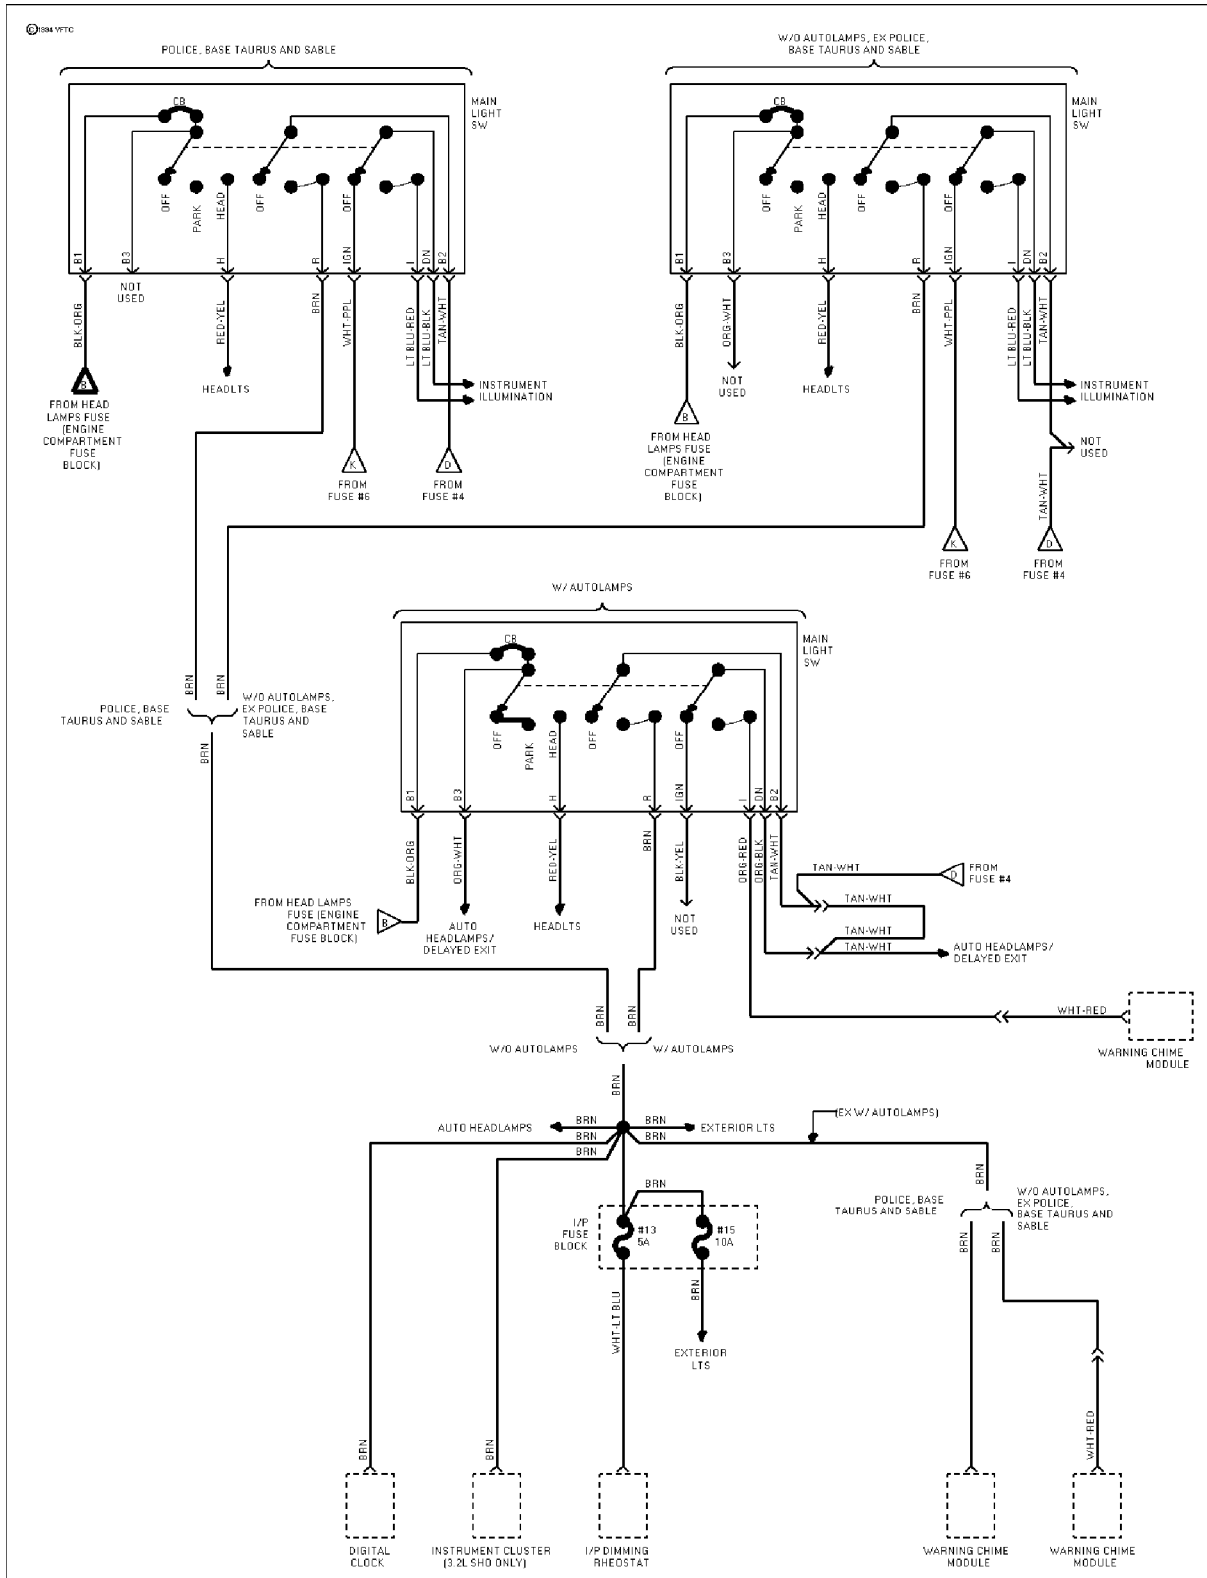 ©1994 VFTC
POLICE, BASE TAURUS AND SABLE
W/O AUTOLAMPS, EX POLICE,
BASE TAURUS AND SABLE
CB
MAIN
LIGHT
SW
OFF
PARK
HEAD
OFF
OFF
B1
B3
H
R
IGN
I
DN
B2
NOT
USED
BLK-ORG
RED-YEL
BRN
WHT-PPL
LT BLU-RED
LT BLU-BLK
TAN-WHT
B
FROM HEAD
LAMPS FUSE
(ENGINE
COMPARTMENT
FUSE
BLOCK)
HEADLTS
INSTRUMENT
ILLUMINATION
K
FROM
FUSE #6
D
FROM
FUSE #4
CB
MAIN
LIGHT
SW
OFF
PARK
HEAD
OFF
OFF
B1
B3
H
R
IGN
I
DN
B2
BLK-ORG
ORG-WHT
RED-YEL
BRN
WHT-PPL
LT BLU-RED
LT BLU-BLK
TAN-WHT
NOT
USED
HEADLTS
INSTRUMENT
ILLUMINATION
B
FROM HEAD
LAMPS FUSE
(ENGINE
COMPARTMENT
FUSE
BLOCK)
NOT
USED
TAN-WHT
K
FROM
FUSE #6
D
FROM
FUSE #4
W/ AUTOLAMPS
CB
MAIN
LIGHT
SW
OFF
PARK
HEAD
OFF
OFF
B1
B3
H
R
IGN
I
DN
B2
BRN
BRN
POLICE, BASE
TAURUS AND SABLE
W/O AUTOLAMPS,
EX POLICE, BASE
TAURUS AND
SABLE
BRN
BLK-ORG
ORG-WHT
RED-YEL
BRN
BLK-YEL
ORG-RED
ORG-BLK
TAN-WHT
TAN-WHT
D
FROM
FUSE #4
TAN-WHT
TAN-WHT
TAN-WHT
FROM HEAD LAMPS
FUSE (ENGINE
COMPARTMENT
FUSE BLOCK)
B
AUTO
HEADLAMPS/
DELAYED EXIT
HEADLTS
NOT
USED
AUTO HEADLAMPS/
DELAYED EXIT
WHT-RED
WARNING CHIME
MODULE
BRN
BRN
W/O AUTOLAMPS
W/ AUTOLAMPS
BRN
AUTO HEADLAMPS
BRN
BRN
BRN
BRN
BRN
EXTERIOR LTS
(EX W/ AUTOLAMPS)
BRN
BRN
POLICE, BASE
TAURUS AND SABLE
W/O AUTOLAMPS,
EX POLICE,
BASE TAURUS AND
SABLE
I/P
FUSE
BLOCK
#13
5A
#15
10A
BRN
BRN
WHT-LT BLU
BRN
EXTERIOR
LTS
BRN
BRN
WHT-RED
DIGITAL
CLOCK
INSTRUMENT CLUSTER
(3.2L SHO ONLY)
I/P DIMMING
RHEOSTAT
WARNING CHIME
MODULE
WARNING CHIME
MODULE